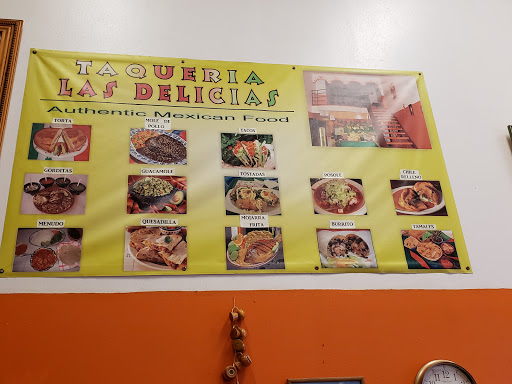 TAQUERIA
LAS DELICIAS
Authentic Mexican Food
TORTA
MOLE DE
POLLO
TACOS
GORDITAS
GUACAMOLE
TOSTADAS
POSOLE
CHILE
RELLENO
MENUDO
QUESADILLA
MOJARRA
FRITA
BURRITO
TAMALES